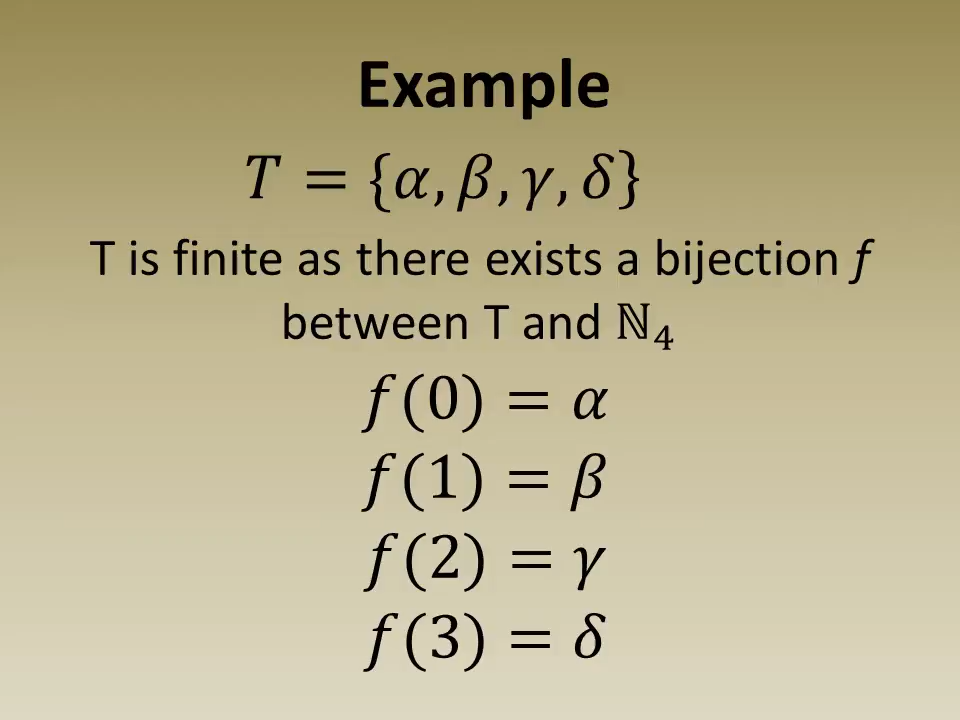 Example
T = {α, β, γ, δ}
T is finite as there exists a bijection f
between T and ℕ₄
f(0) = α
f(1) = β
f(2) = γ
f(3) = δ